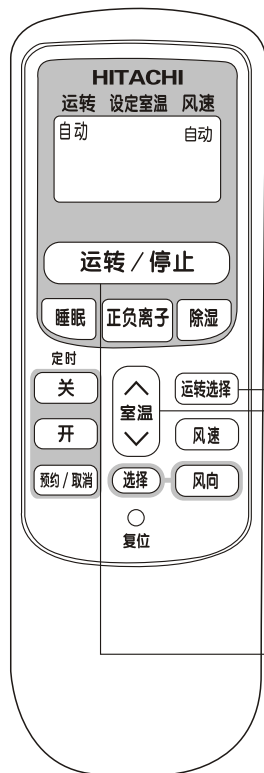 HITACHI
运转 设定室温 风速
自动 自动
运转 / 停止
睡眠 正负离子 除湿
定时
关
运转选择
室温
开
风速
预约 / 取消 选择 风向
复位